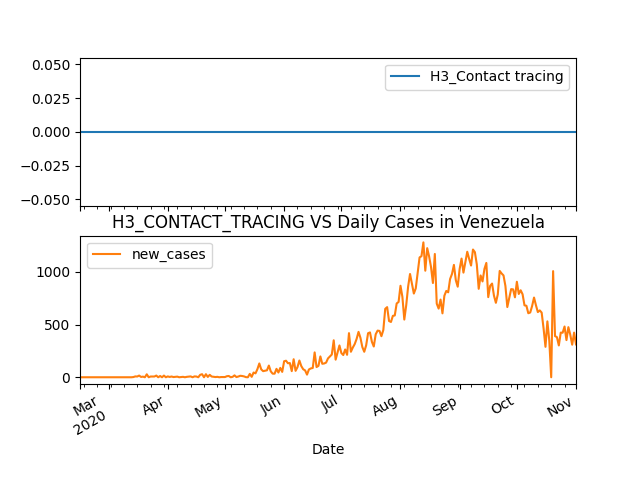 0.050
0.025
0.000
−0.025
−0.050
H3_Contact tracing
H3_CONTACT_TRACING VS Daily Cases in Venezuela
1000
500
0
new_cases
Mar
2020
Apr
May
Jun
Jul
Aug
Sep
Oct
Nov
Date